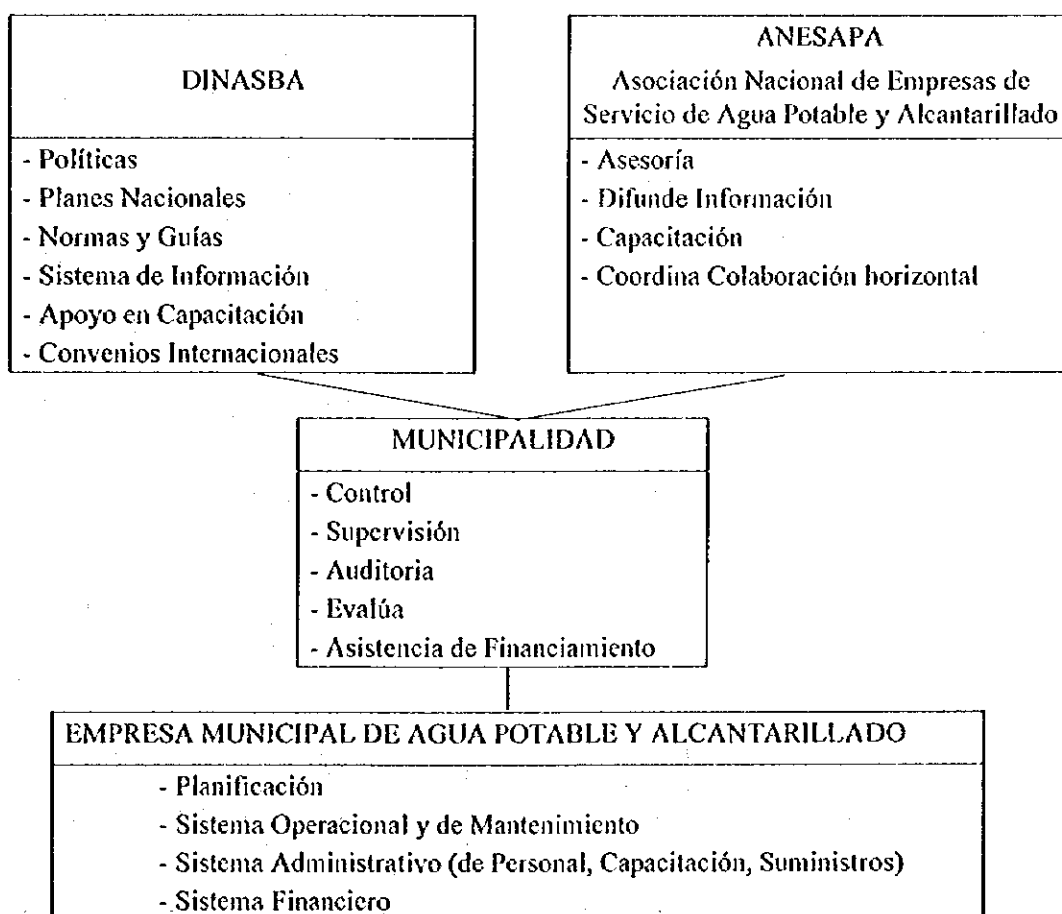 DINASBA
- Políticas
- Planes Nacionales
- Normas y Guías
- Sistema de Información
- Apoyo en Capacitación
- Convenios Internacionales
ANESAPA
Asociación Nacional de Empresas de
Servicio de Agua Potable y Alcantarillado
- Asesoría
- Difunde Información
- Capacitación
- Coordina Colaboración horizontal
MUNICIPALIDAD
- Control
- Supervisión
- Auditoria
- Evalúa
- Asistencia de Financiamiento
EMPRESA MUNICIPAL DE AGUA POTABLE Y ALCANTARILLADO
- Planificación
- Sistema Operacional y de Mantenimiento
- Sistema Administrativo (de Personal, Capacitación, Suministros)
- Sistema Financiero